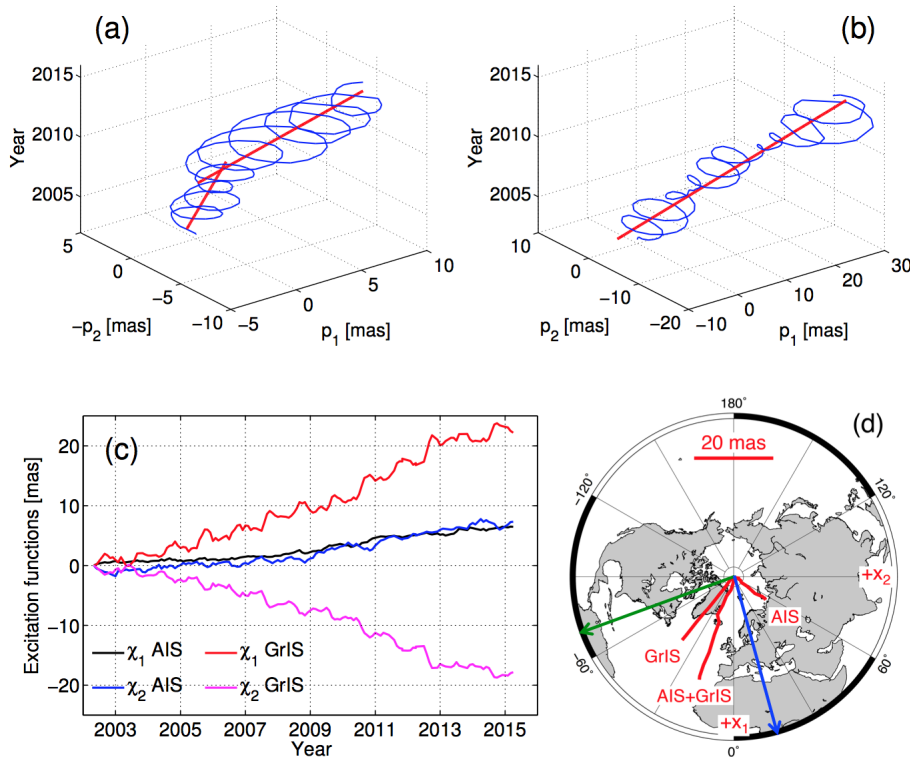 (a)
2015
2010
2005
Year
5
0
−5
−10
−p2 [mas]
−5
0
5
10
p1 [mas]
(b)
2015
2010
2005
Year
10
0
−10
−20
p2 [mas]
−10
0
10
20
30
p1 [mas]
(c)
Excitation functions [mas]
20
10
0
−10
−20
χ1 AIS
χ1 GrIS
χ2 AIS
χ2 GrIS
2003
2005
2007
2009
2011
2013
2015
Year
(d)
180°
20 mas
−120°
120°
+x2
AIS
GrIS
−60°
60°
AIS+GrIS
+x1
0°